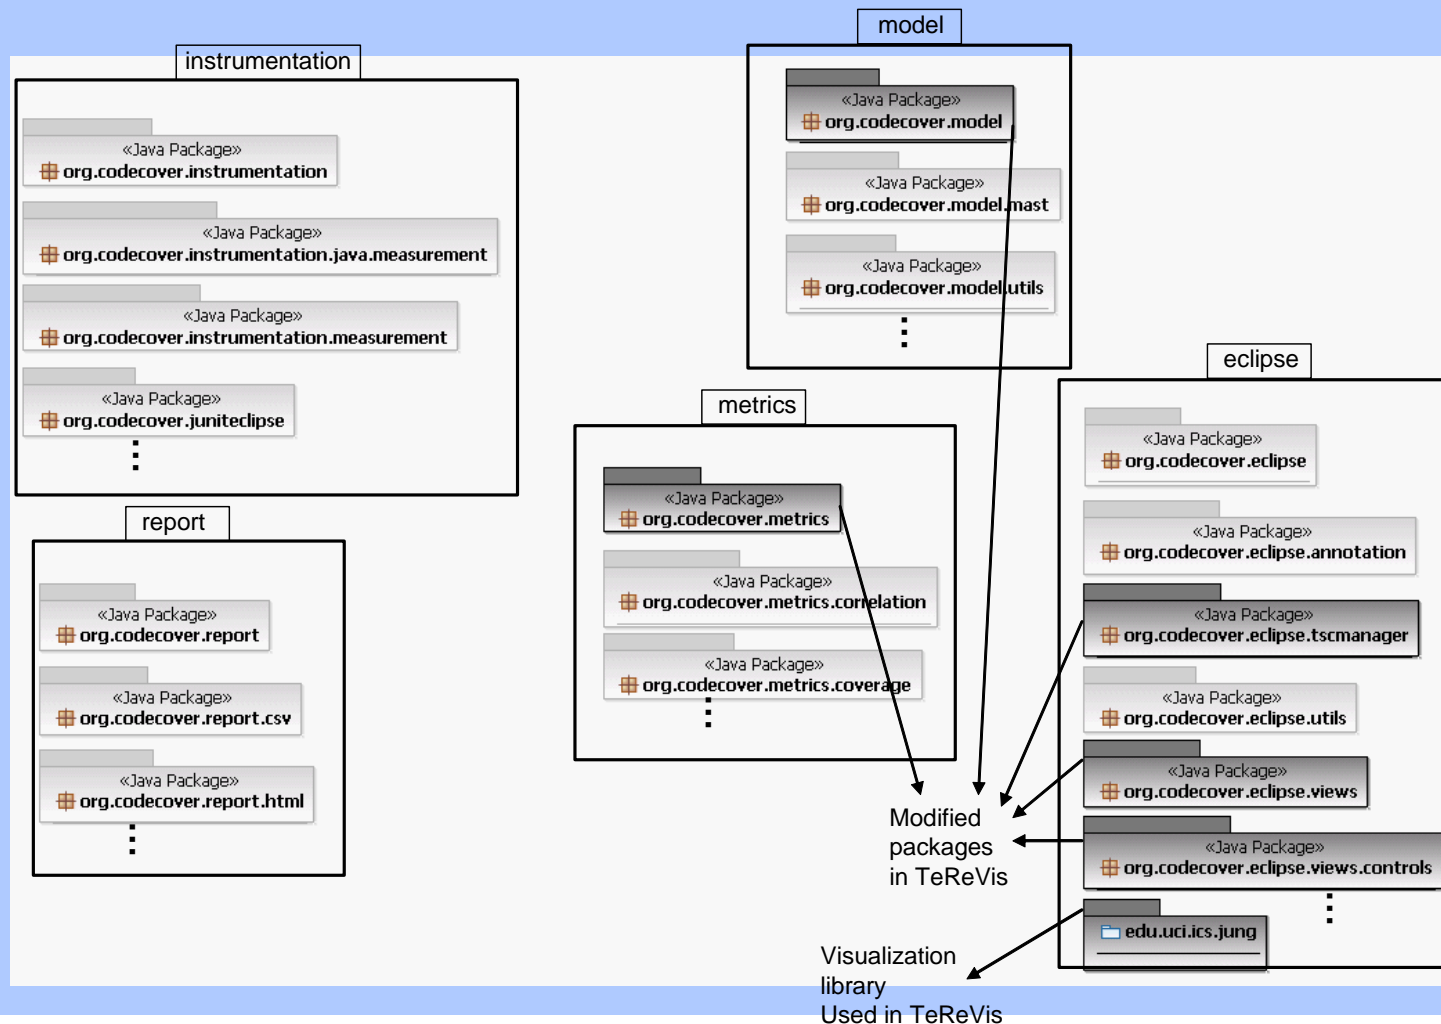 instrumentation
«Java Package»
org.codecover.instrumentation
«Java Package»
org.codecover.instrumentation.java.measurement
«Java Package»
org.codecover.instrumentation.measurement
«Java Package»
org.codecover.juniteclipse
report
«Java Package»
org.codecover.report
«Java Package»
org.codecover.report.csv
«Java Package»
org.codecover.report.html
model
«Java Package»
org.codecover.model
«Java Package»
org.codecover.model.mast
«Java Package»
org.codecover.model.utils
metrics
«Java Package»
org.codecover.metrics
«Java Package»
org.codecover.metrics.correlation
«Java Package»
org.codecover.metrics.coverage
eclipse
«Java Package»
org.codecover.eclipse
«Java Package»
org.codecover.eclipse.annotation
«Java Package»
org.codecover.eclipse.tscmanager
«Java Package»
org.codecover.eclipse.utils
«Java Package»
org.codecover.eclipse.views
«Java Package»
org.codecover.eclipse.views.controls
edu.uci.ics.jung
Modified
packages
in TeReVis
Visualization
library
Used in TeReVis